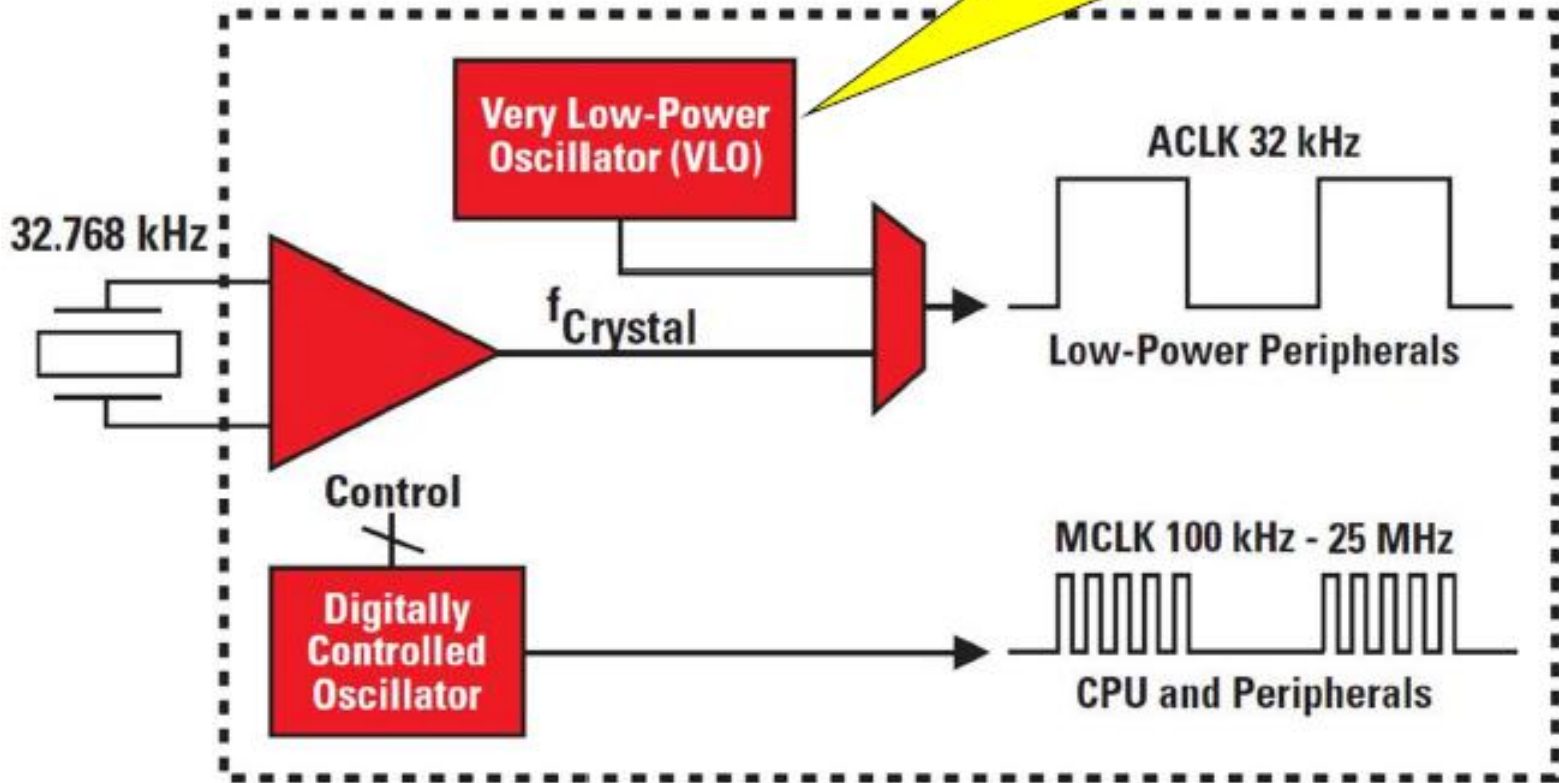 Very Low-Power
Oscillator (VLO)
ACLK 32 kHz
32.768 kHz
fCrystal
Low-Power Peripherals
Control
MCLK 100 kHz - 25 MHz
Digitally
Controlled
Oscillator
CPU and Peripherals